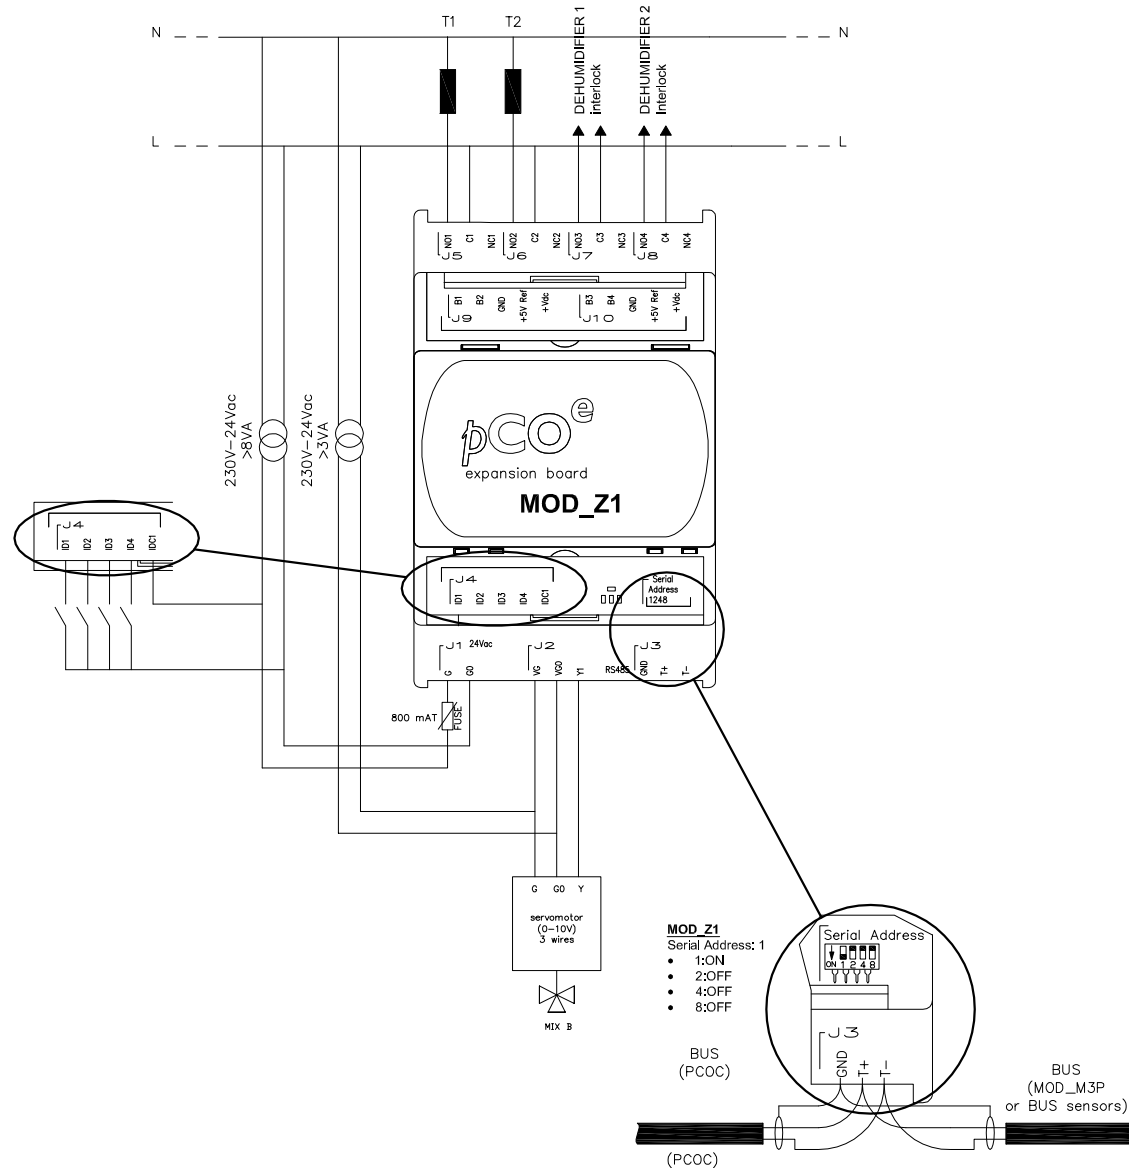 T1
T2
DEHUMIDIFIER 1
interlock
DEHUMIDIFIER 2
Interlock
N
N
L
L
NO1
C1
NC1
NO2
C2
NC2
NO3
C3
NC3
NO4
C4
NC4
J5
J6
J7
J8
B1
B2
GND
+5V Ref
+Vdc
B3
B4
GND
+5V Ref
+Vdc
J9
J10
230V-24Vac
>8VA
230V-24Vac
>3VA
pCOe
expansion board
MOD_Z1
J4
ID1
ID2
ID3
ID4
IDC1
J4
ID1
ID2
ID3
ID4
IDC1
Serial
Address
1248
J1
24Vac
J2
J3
G
G0
VG
VG0
Y1
RS485
GND
T+
T-
800 mAT
FUSE
G
G0
Y
servomotor
(0-10V)
3 wires
MIX B
MOD_Z1
Serial Address: 1
• 1:ON
• 2:OFF
• 4:OFF
• 8:OFF
Serial Address
ON 1 2 4 8
J3
GND
T+
T-
BUS
(PCOC)
BUS
(MOD_M3P
or BUS sensors)
(PCOC)